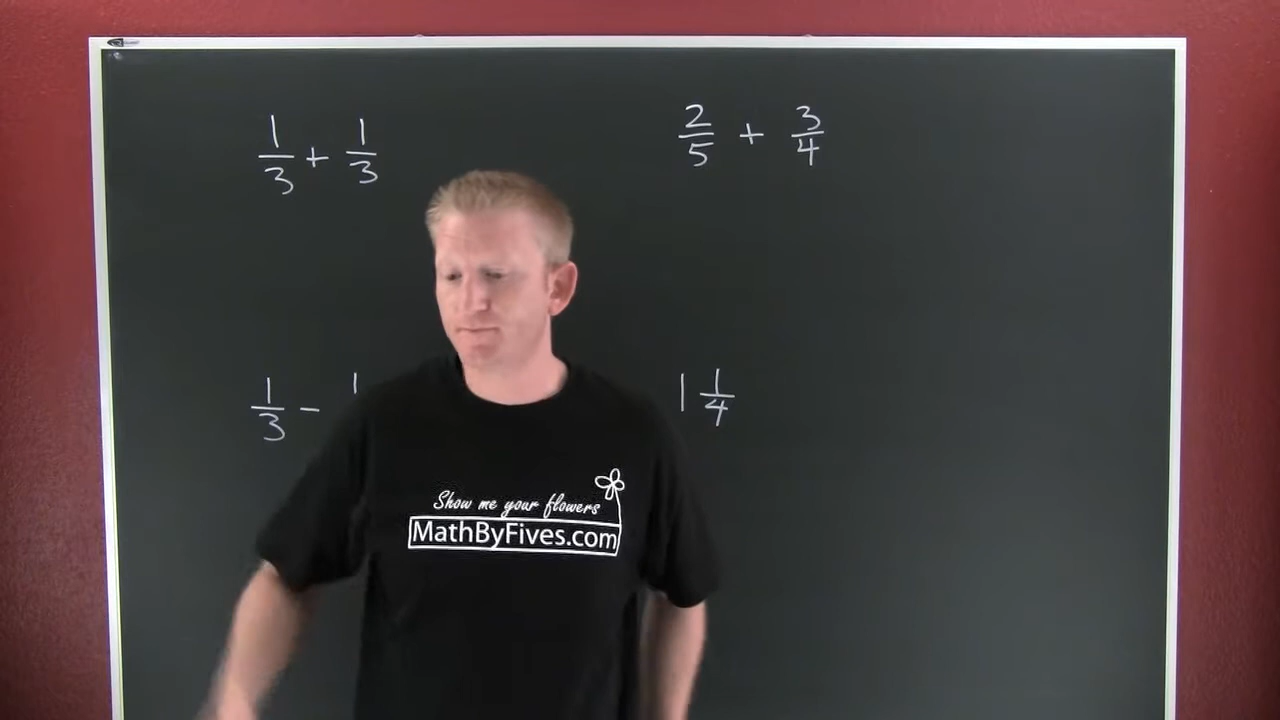 1/3 + 1/3
2/5 + 3/4
1/3 - 1
1 1/4
Show me your flowers
MathByFives.com